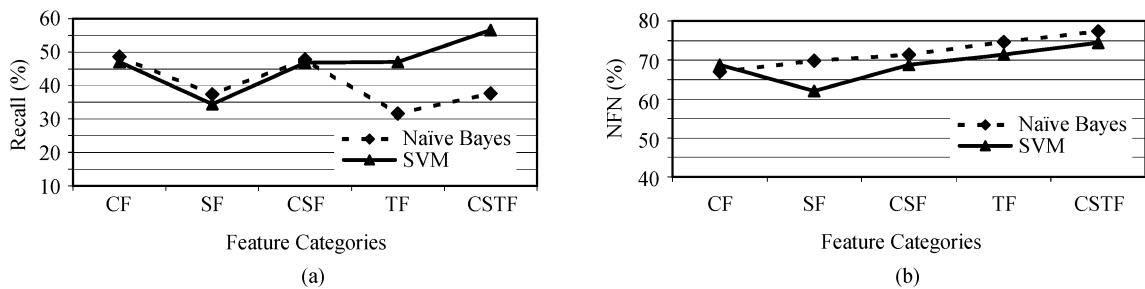 60
50
40
30
20
10
Recall (%)
Naïve Bayes
SVM
CF SF CSF TF CSTF
Feature Categories
(a)
80
70
60
50
40
NFN (%)
Naïve Bayes
SVM
CF SF CSF TF CSTF
Feature Categories
(b)